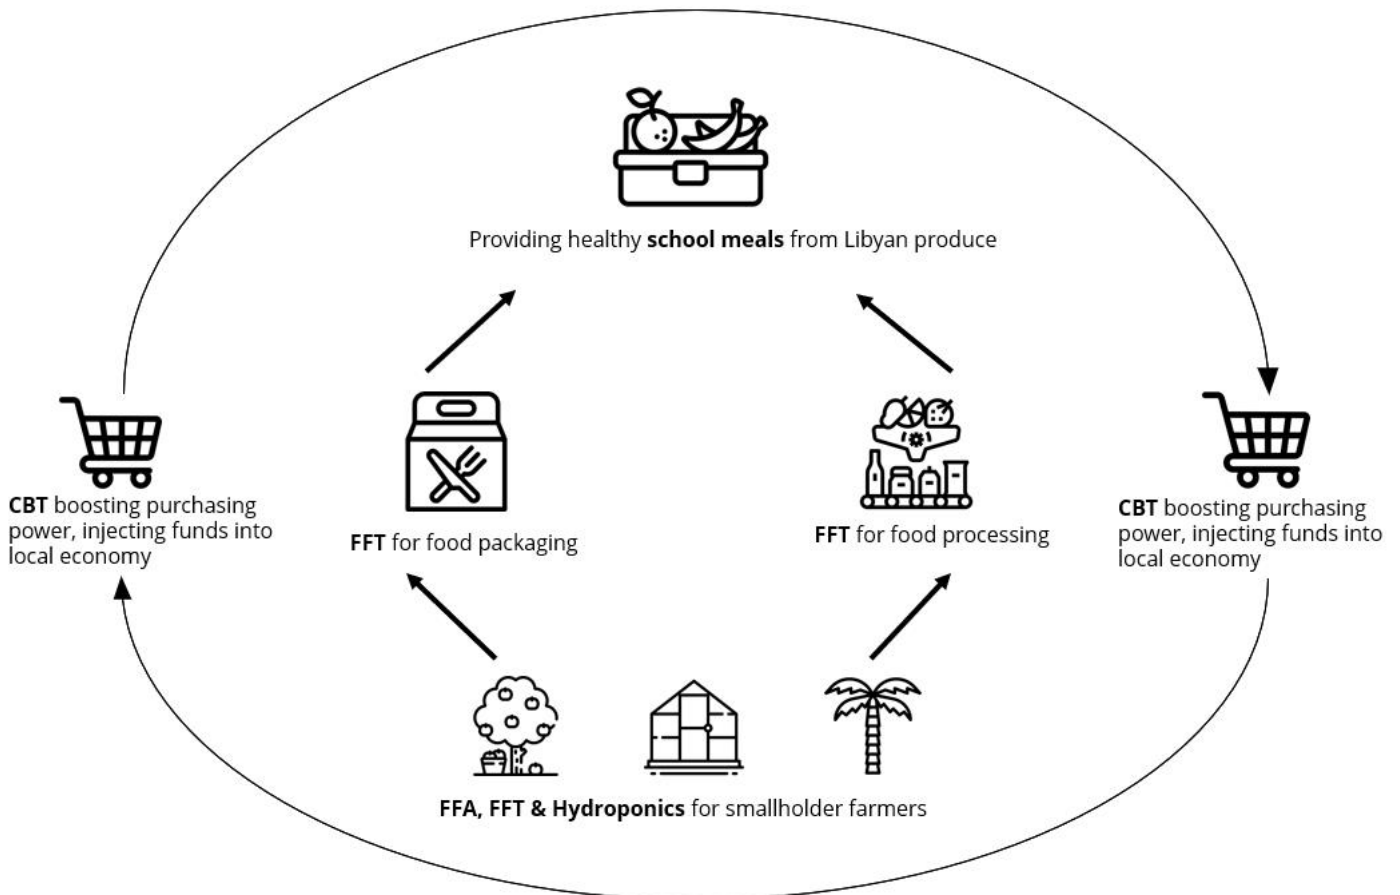 Providing healthy school meals from Libyan produce
CBT boosting purchasing
power, injecting funds into
local economy
FFT for food packaging
FFT for food processing
CBT boosting purchasing
power, injecting funds into
local economy
FFA, FFT & Hydroponics for smallholder farmers